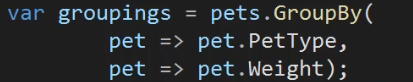 var groupings = pets.GroupBy(
pet => pet.PetType,
pet => pet.Weight);